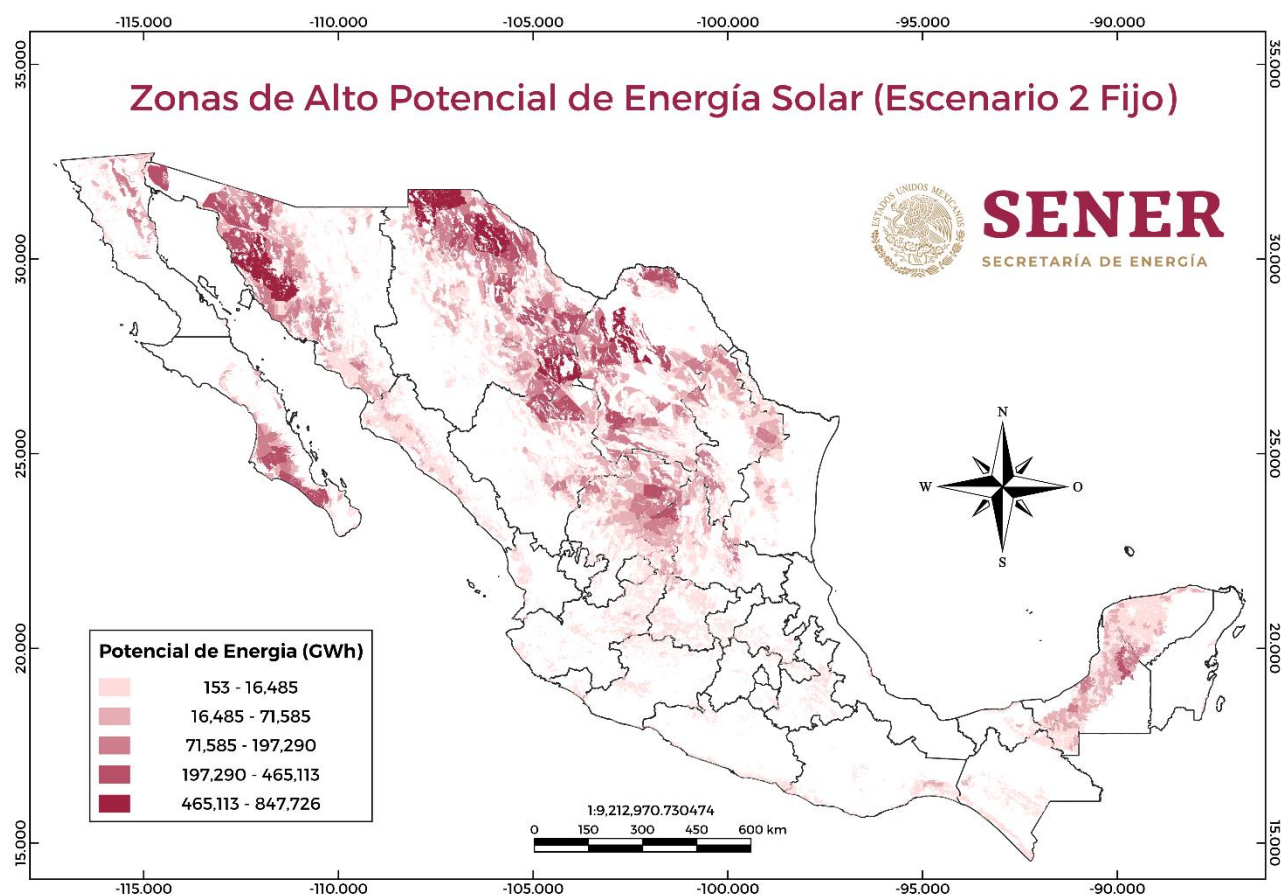 -115.000 -110.000 -105.000 -100.000 -95.000 -90.000
35.000 35.000
Zonas de Alto Potencial de Energía Solar (Escenario 2 Fijo)
ESTADOS UNIDOS MEXICANOS
SENER
SECRETARÍA DE ENERGÍA
30.000 30.000
N
25.000 25.000
W O
S
20.000 20.000
Potencial de Energia (GWh)
153 - 16,485
16,485 - 71,585
71,585 - 197,290
197,290 - 465,113
465,113 - 847,726
1:9,212,970.730474
0 150 300 450 600 km
15.000 15.000
-115.000 -110.000 -105.000 -100.000 -95.000 -90.000